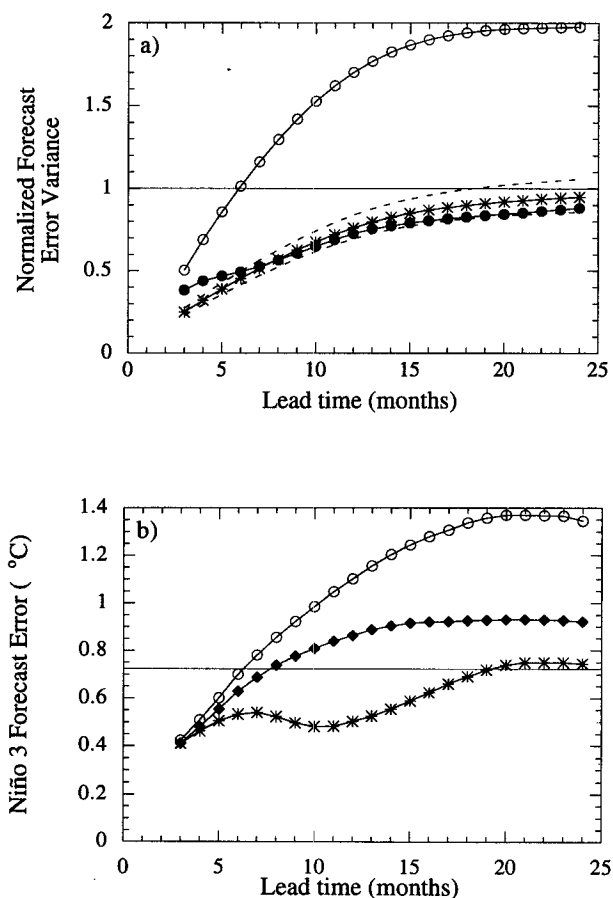 a)
2
1.5
1
0.5
0
0 5 10 15 20 25
Normalized Forecast
Error Variance
Lead time (months)
b)
1.4
1.2
1
0.8
0.6
0.4
0.2
0
0 5 10 15 20 25
Niño 3 Forecast Error ( °C)
Lead time (months)